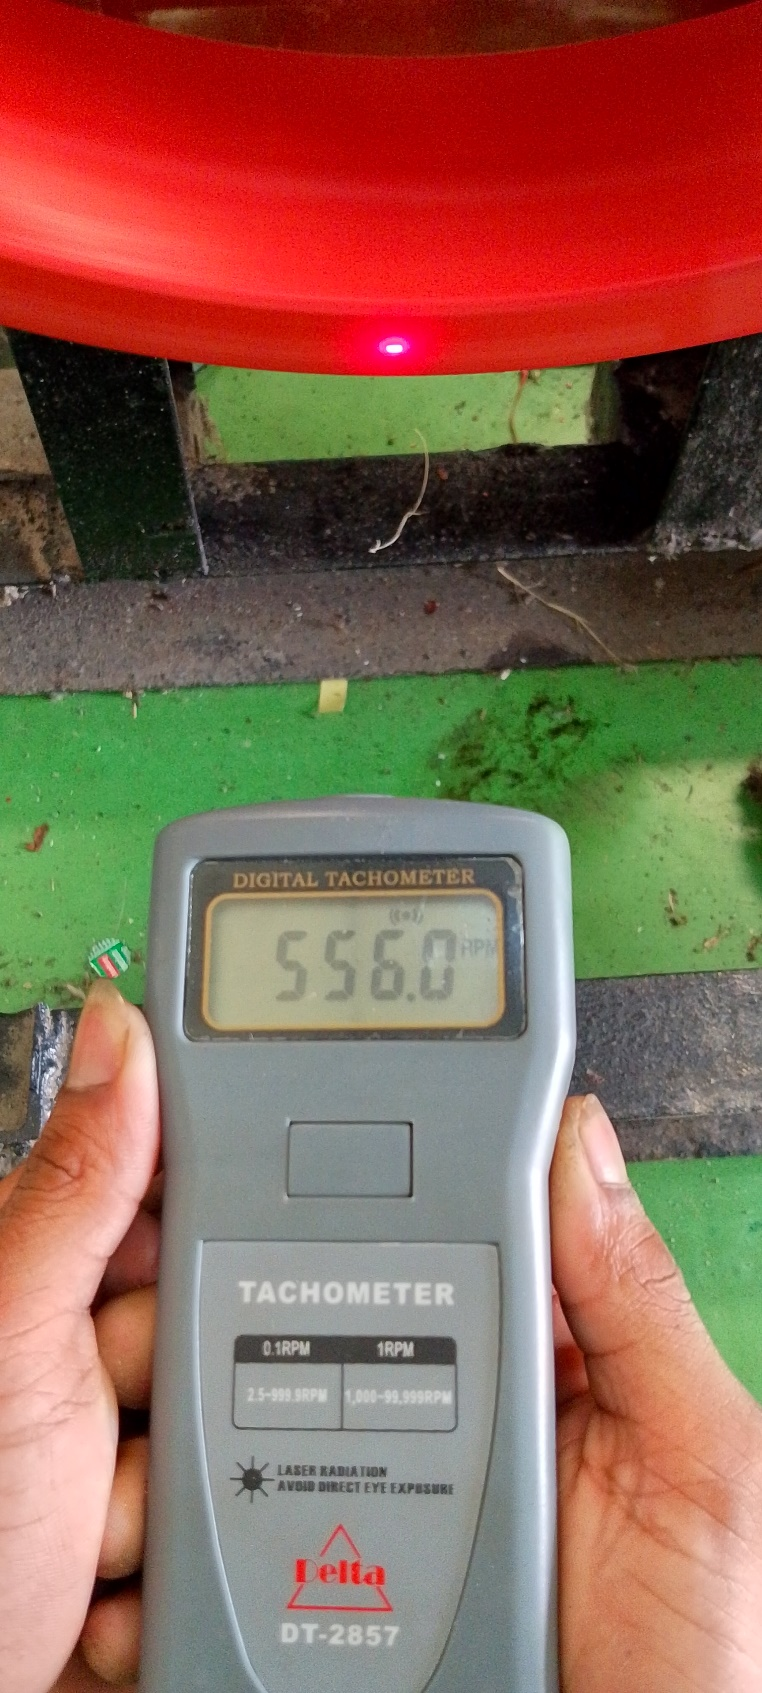 DIGITAL TACHOMETER
556.0 RPM
TACHOMETER
0.1RPM 1RPM
2.5~999.9RPM 1,000~99,999RPM
LASER RADIATION
AVOID DIRECT EYE EXPOSURE
Delta
DT-2857